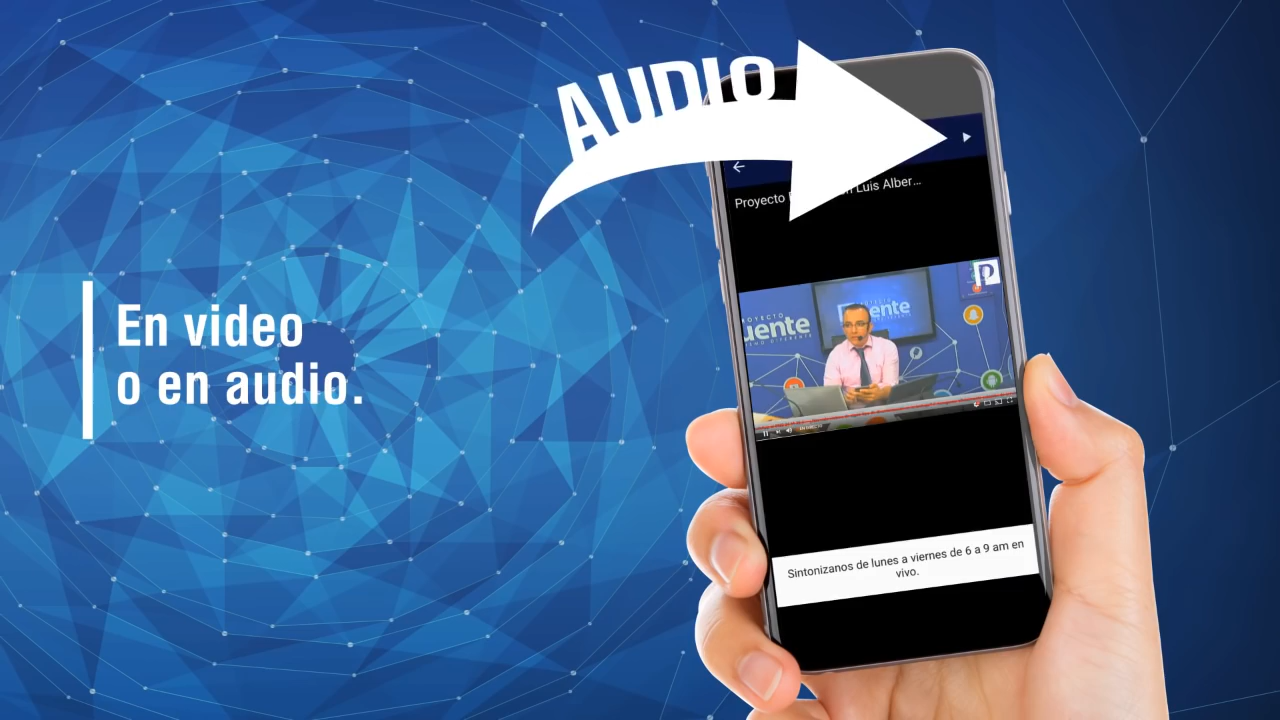 AUDIO
En video
o en audio.
Proyecto
Luis Alber...
PROYECTO
uente
Sintonizanos de lunes a viernes de 6 a 9 am en
vivo.